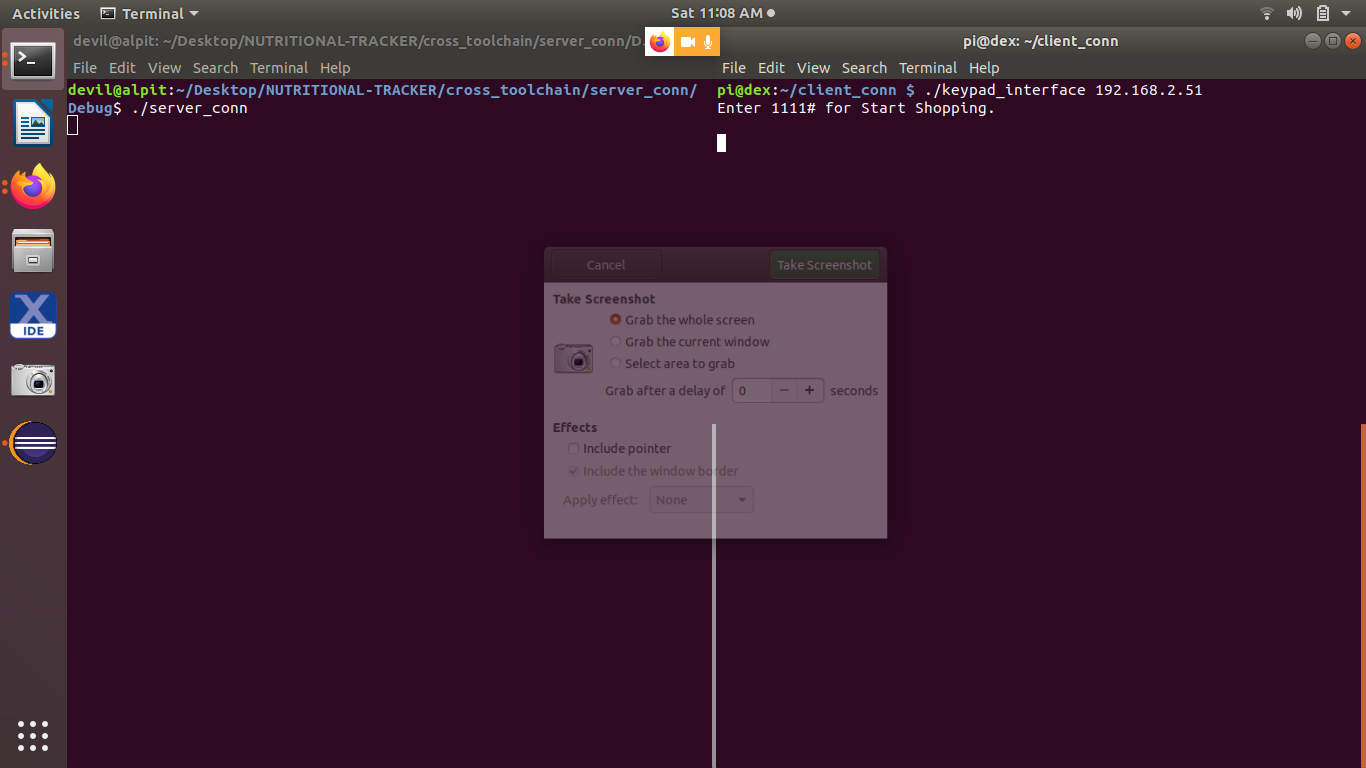 Activities Terminal Sat 11:08 AM
devil@alpit: ~/Desktop/NUTRITIONAL-TRACKER/cross_toolchain/server_conn/D
File Edit View Search Terminal Help
devil@alpit:~/Desktop/NUTRITIONAL-TRACKER/cross_toolchain/server_conn/
Debug$ ./server_conn
pi@dex: ~/client_conn
File Edit View Search Terminal Help
pi@dex:~/client_conn $ ./keypad_interface 192.168.2.51
Enter 1111# for Start Shopping.
Cancel Take Screenshot
Take Screenshot
Grab the whole screen
Grab the current window
Select area to grab
Grab after a delay of 0 − + seconds
Effects
Include pointer
Include the window border
Apply effect: None
X
IDE